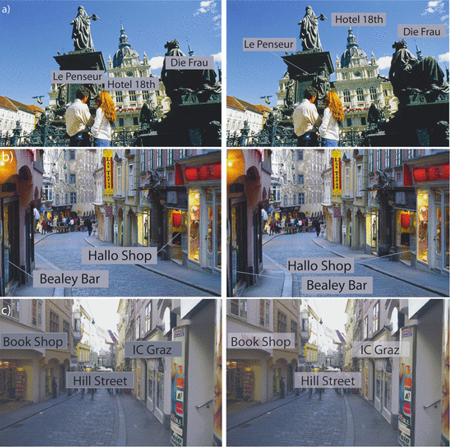 a)
Hotel 18th
Le Penseur
Die Frau
Die Frau
Le Penseur
Hotel 18th
b)
Hallo Shop
Bealey Bar
Hallo Shop
Bealey Bar
c)
Book Shop
IC Graz
Hill Street
Book Shop
IC Graz
Hill Street